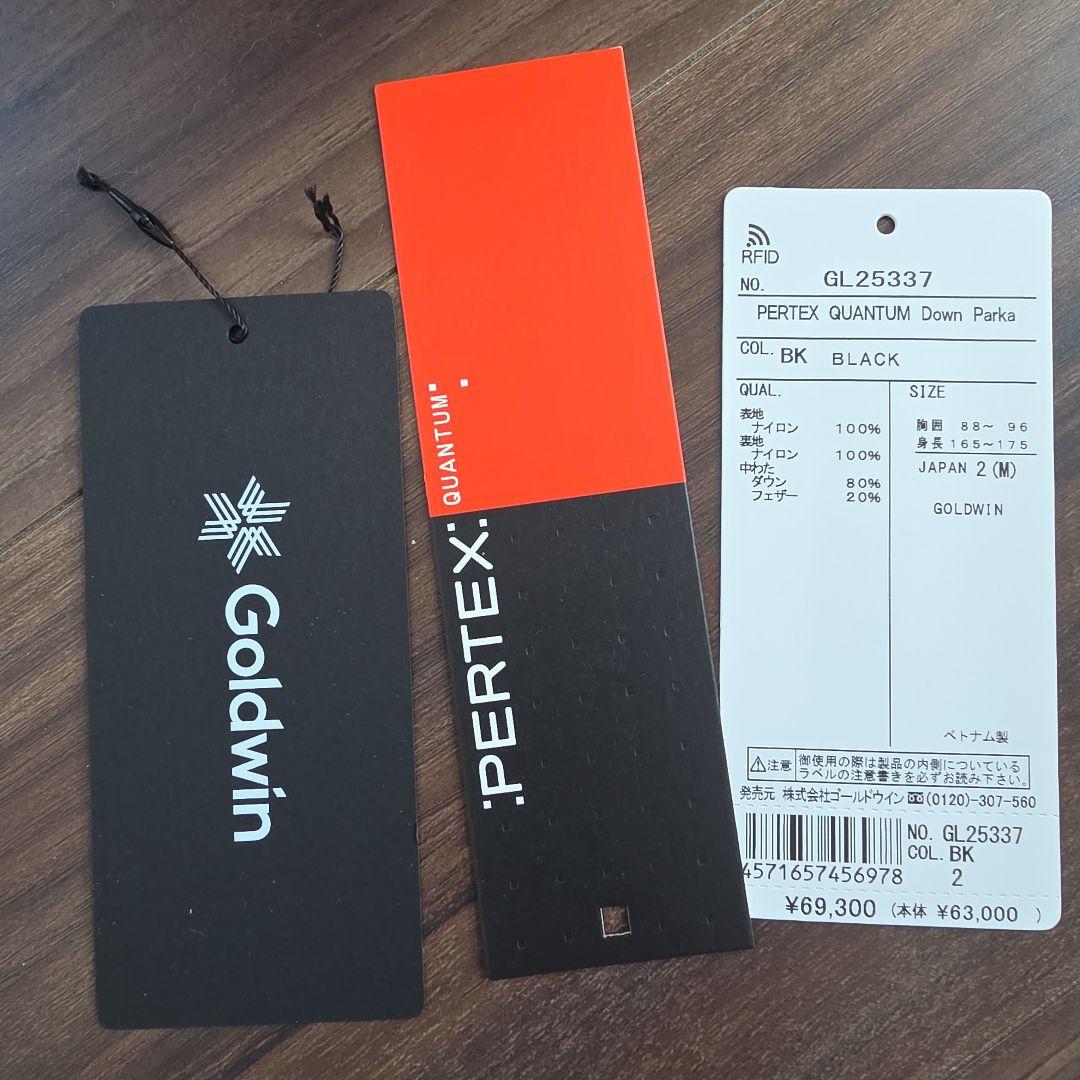 Goldwin
QUANTUM
:PERTEX:
RFID
NO. GL25337
PERTEX QUANTUM Down Parka
COL. BK BLACK
QUAL.
表地
ナイロン 100%
裏地
ナイロン 100%
中わた
ダウン 80%
フェザー 20%
SIZE
胸囲 88～ 96
身長 165～175
JAPAN 2(M)
GOLDWIN
ベトナム製
注意
御使用の際は製品の内側についている
ラベルの注意書きを必ずお読み下さい。
発売元 株式会社ゴールドウイン (0120)-307-560
4571657456978
NO. GL25337
COL. BK
2
¥69,300 (本体 ¥63,000 )